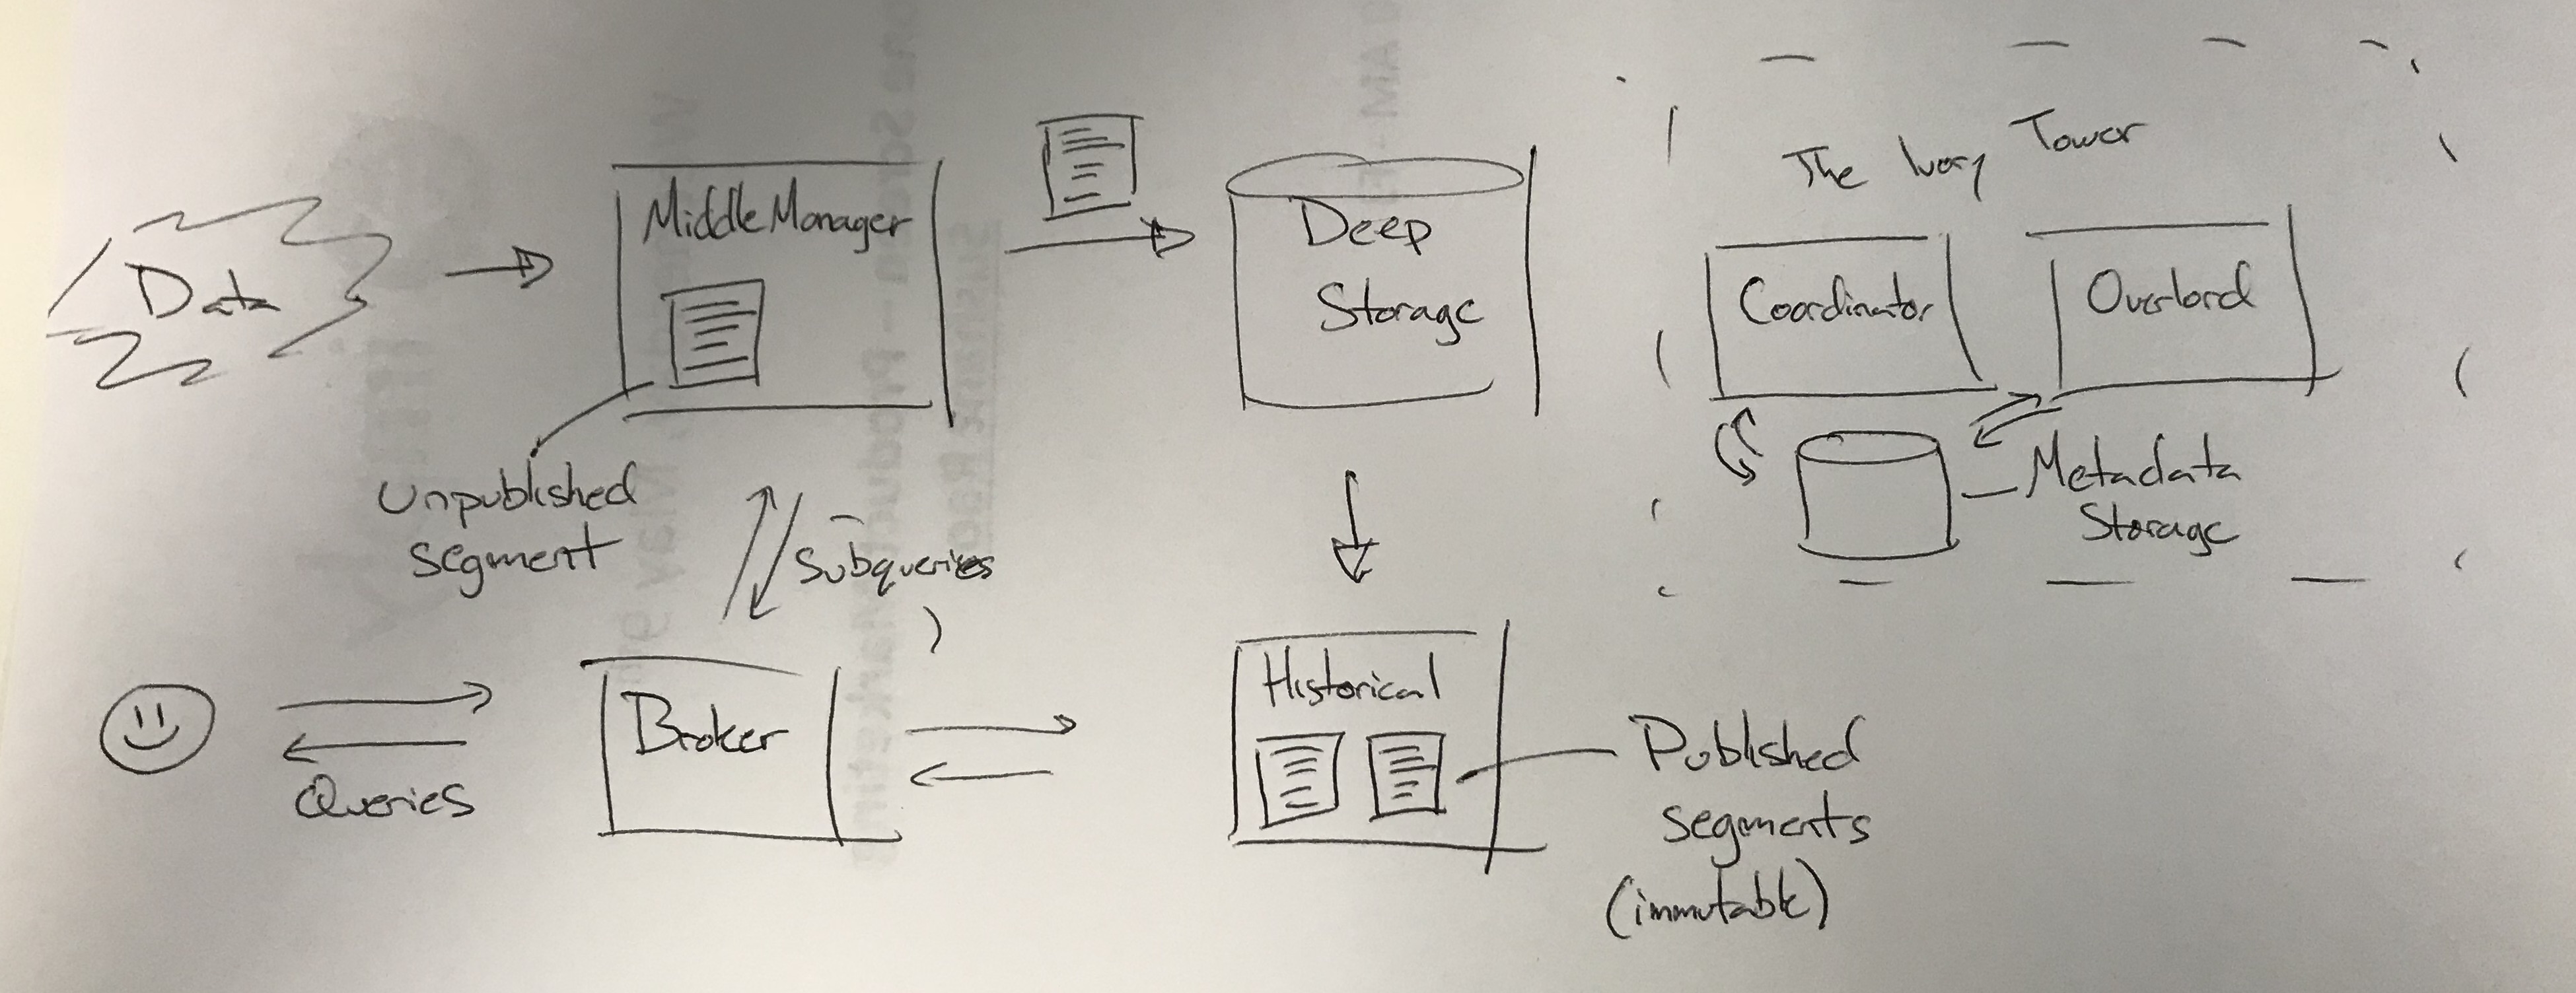 The Ivory Tower
Data
MiddleManager
Deep
Storage
Coordinator
Overlord
Unpublished
segment
Subqueries
Metadata
Storage
Queries
Broker
Historical
Published
segments
(immutable)